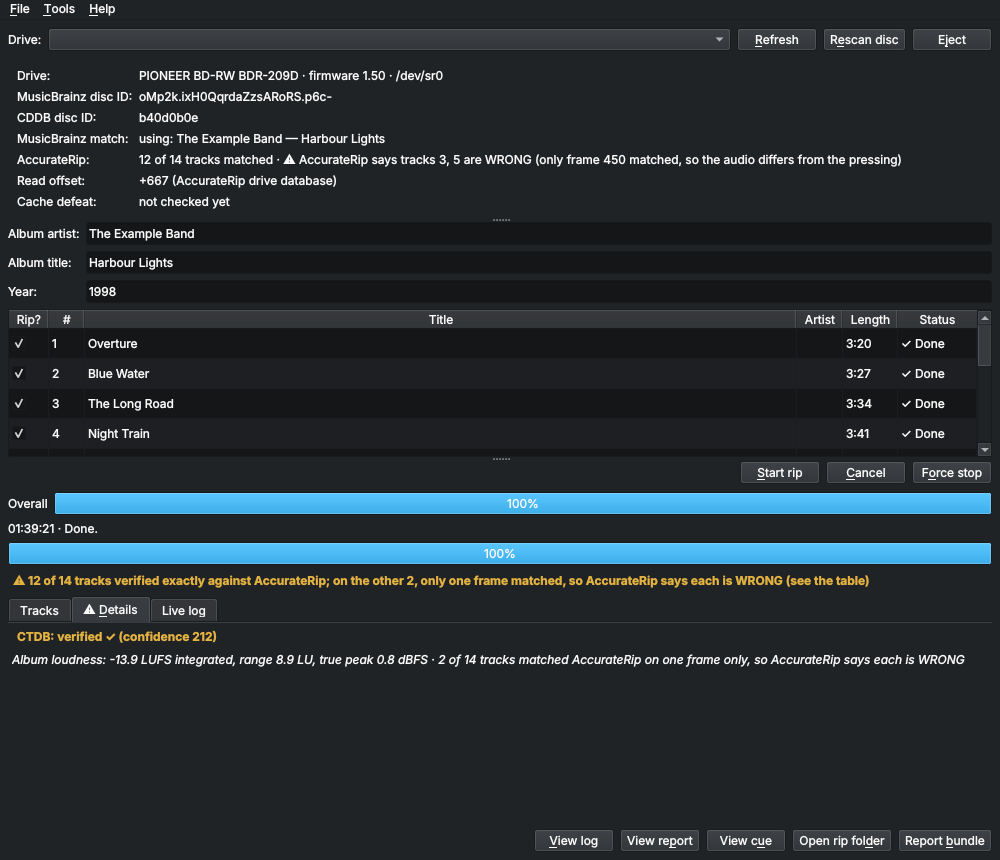 File Tools Help
Drive: Refresh Rescan disc Eject
Drive: PIONEER BD-RW BDR-209D · firmware 1.50 · /dev/sr0
MusicBrainz disc ID: oMp2k.ixH0QqrdaZzsARoRS.p6c-
CDDB disc ID: b40d0b0e
MusicBrainz match: using: The Example Band — Harbour Lights
AccurateRip: 12 of 14 tracks matched · ⚠ AccurateRip says tracks 3, 5 are WRONG (only frame 450 matched, so the audio differs from the pressing)
Read offset: +667 (AccurateRip drive database)
Cache defeat: not checked yet
Album artist: The Example Band
Album title: Harbour Lights
Year: 1998
Rip? # Title Artist Length Status
✓ 1 Overture 3:20 ✓ Done
✓ 2 Blue Water 3:27 ✓ Done
✓ 3 The Long Road 3:34 ✓ Done
✓ 4 Night Train 3:41 ✓ Done
Start rip Cancel Force stop
Overall 100%
01:39:21 · Done.
100%
⚠ 12 of 14 tracks verified exactly against AccurateRip; on the other 2, only one frame matched, so AccurateRip says each is WRONG (see the table)
Tracks ⚠ Details Live log
CTDB: verified ✓ (confidence 212)
Album loudness: -13.9 LUFS integrated, range 8.9 LU, true peak 0.8 dBFS · 2 of 14 tracks matched AccurateRip on one frame only, so AccurateRip says each is WRONG
View log View report View cue Open rip folder Report bundle